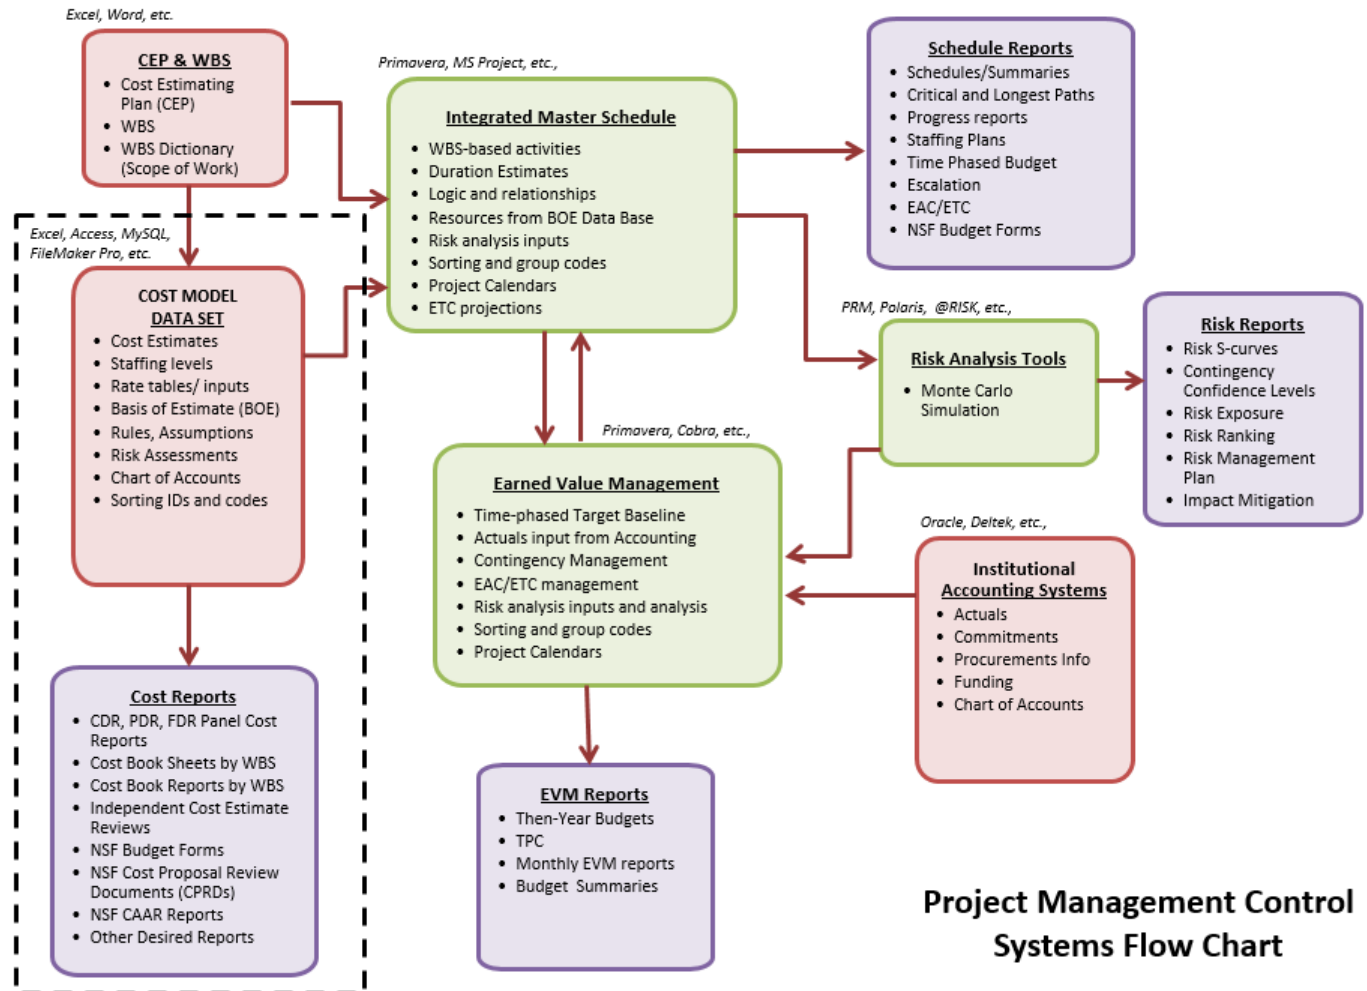 Excel, Word, etc.
CEP & WBS
• Cost Estimating
Plan (CEP)
• WBS
• WBS Dictionary
(Scope of Work)
Excel, Access, MySQL,
FileMaker Pro, etc.
COST MODEL
DATA SET
• Cost Estimates
• Staffing levels
• Rate tables/ inputs
• Basis of Estimate (BOE)
• Rules, Assumptions
• Risk Assessments
• Chart of Accounts
• Sorting IDs and codes
Cost Reports
• CDR, PDR, FDR Panel Cost
Reports
• Cost Book Sheets by WBS
• Cost Book Reports by WBS
• Independent Cost Estimate
Reviews
• NSF Budget Forms
• NSF Cost Proposal Review
Documents (CPRDs)
• NSF CAAR Reports
• Other Desired Reports
Primavera, MS Project, etc.,
Integrated Master Schedule
• WBS-based activities
• Duration Estimates
• Logic and relationships
• Resources from BOE Data Base
• Risk analysis inputs
• Sorting and group codes
• Project Calendars
• ETC projections
Primavera, Cobra, etc.,
Earned Value Management
• Time-phased Target Baseline
• Actuals input from Accounting
• Contingency Management
• EAC/ETC management
• Risk analysis inputs and analysis
• Sorting and group codes
• Project Calendars
EVM Reports
• Then-Year Budgets
• TPC
• Monthly EVM reports
• Budget Summaries
Schedule Reports
• Schedules/Summaries
• Critical and Longest Paths
• Progress reports
• Staffing Plans
• Time Phased Budget
• Escalation
• EAC/ETC
• NSF Budget Forms
PRM, Polaris, @RISK, etc.,
Risk Analysis Tools
• Monte Carlo
Simulation
Risk Reports
• Risk S-curves
• Contingency
Confidence Levels
• Risk Exposure
• Risk Ranking
• Risk Management
Plan
• Impact Mitigation
Oracle, Deltek, etc.,
Institutional
Accounting Systems
• Actuals
• Commitments
• Procurements Info
• Funding
• Chart of Accounts
Project Management Control
Systems Flow Chart